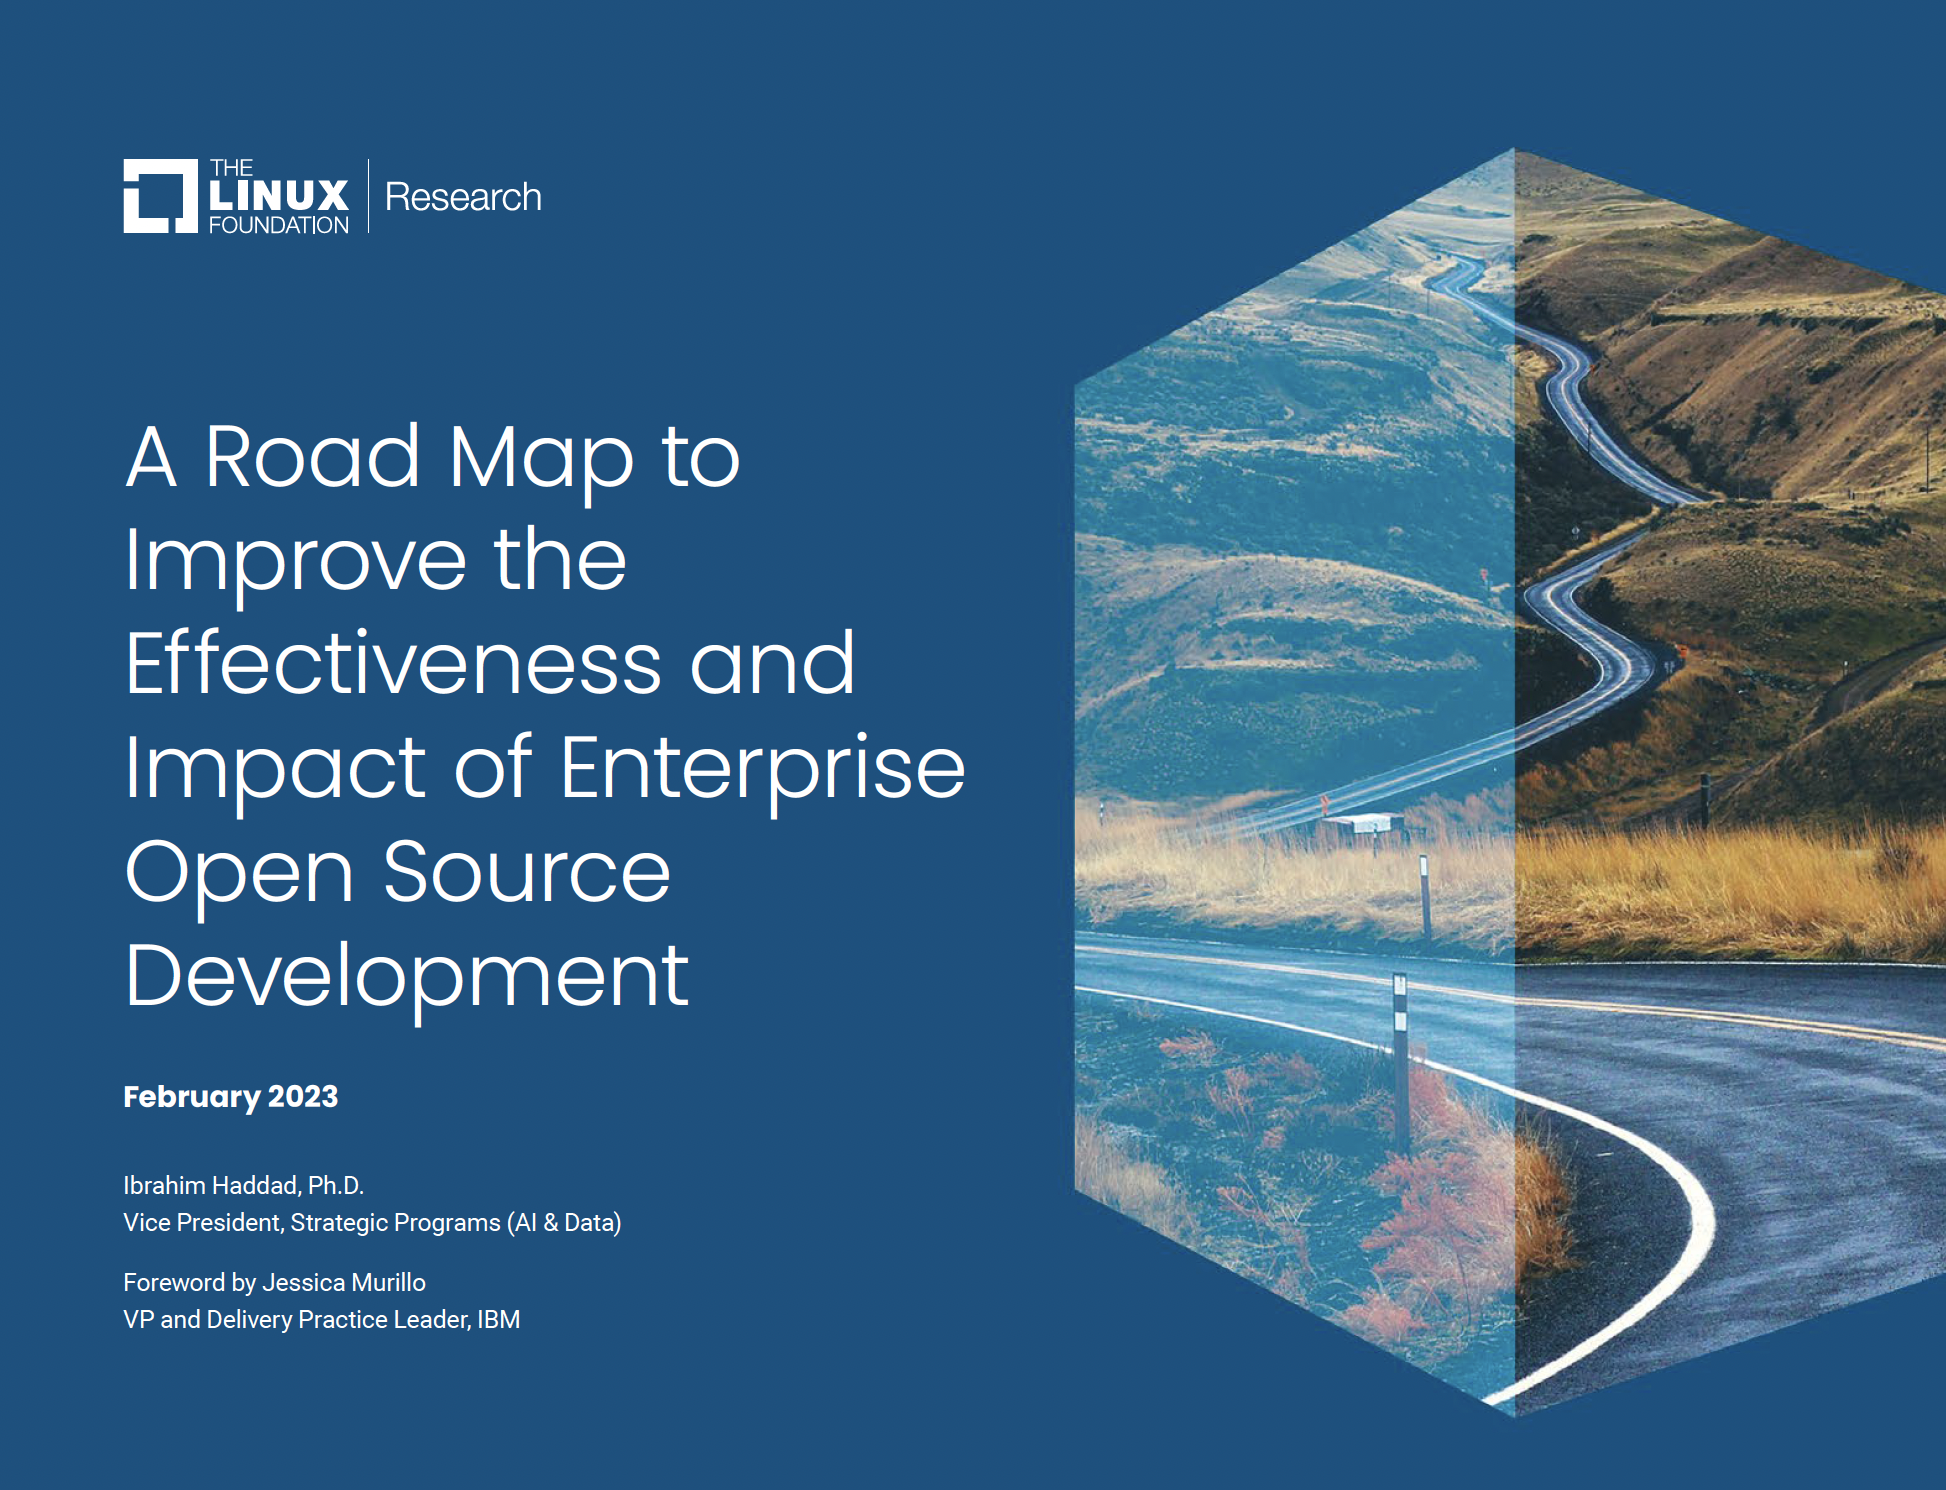 THE
LINUX
FOUNDATION
Research
A Road Map to
Improve the
Effectiveness and
Impact of Enterprise
Open Source
Development
February 2023
Ibrahim Haddad, Ph.D.
Vice President, Strategic Programs (AI & Data)
Foreword by Jessica Murillo
VP and Delivery Practice Leader, IBM